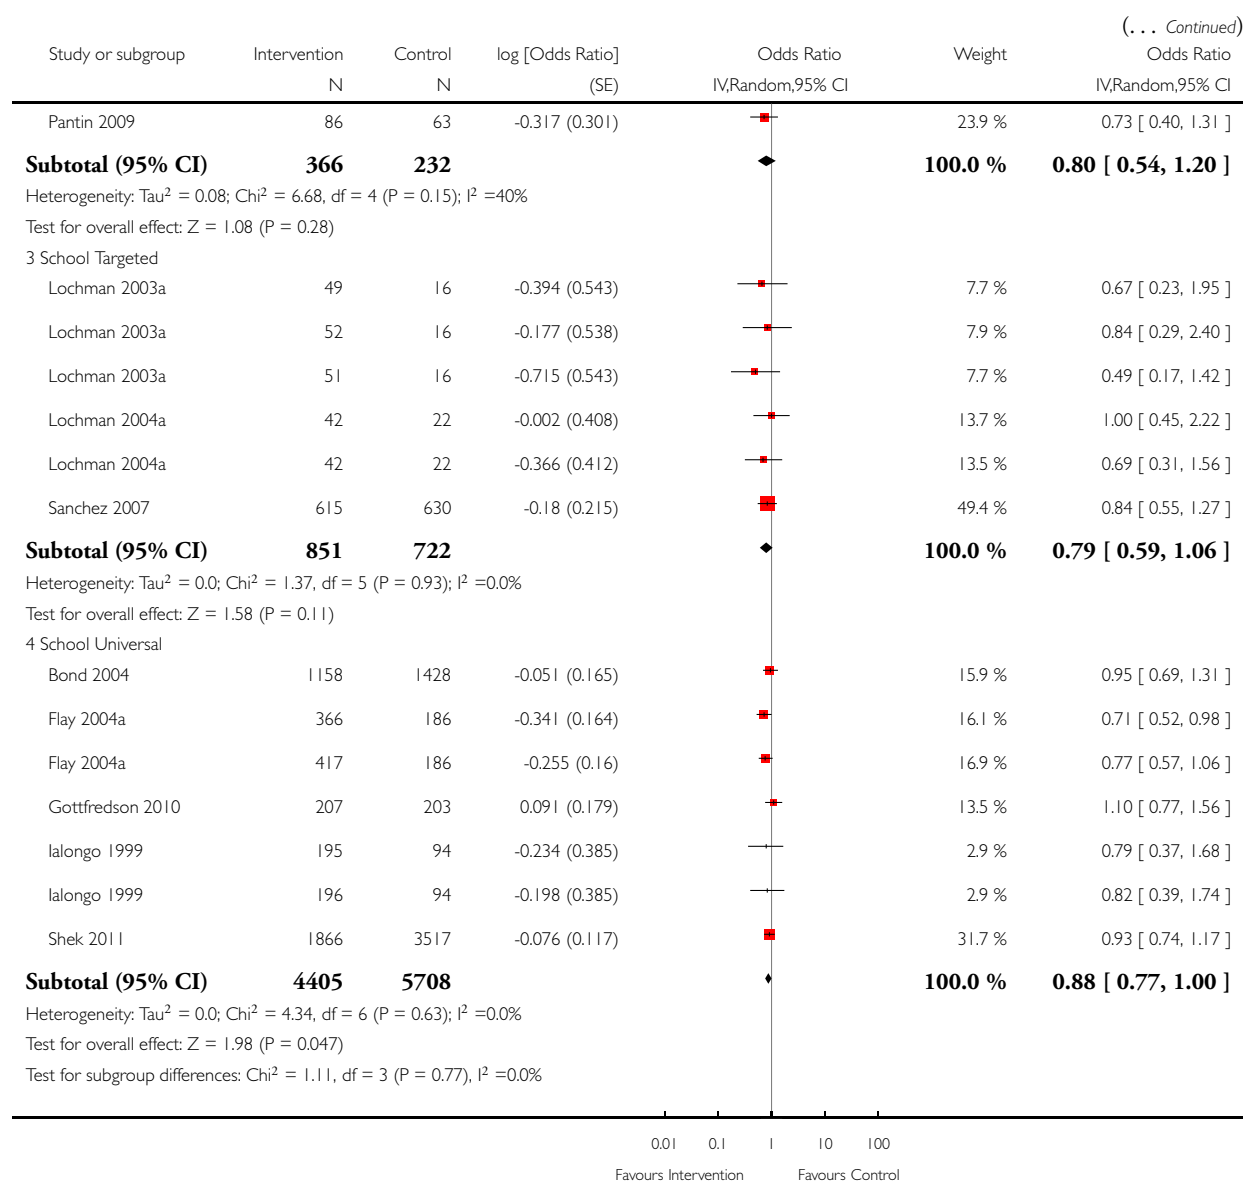 (... Continued)
Study or subgroup Intervention Control log [Odds Ratio] Odds Ratio Weight Odds Ratio
N N (SE) IV,Random,95% CI IV,Random,95% CI
Pantin 2009 86 63 -0.317 (0.301) 23.9 % 0.73 [ 0.40, 1.31 ]
Subtotal (95% CI) 366 232 100.0 % 0.80 [ 0.54, 1.20 ]
Heterogeneity: Tau² = 0.08; Chi² = 6.68, df = 4 (P = 0.15); I² =40%
Test for overall effect: Z = 1.08 (P = 0.28)
3 School Targeted
Lochman 2003a 49 16 -0.394 (0.543) 7.7 % 0.67 [ 0.23, 1.95 ]
Lochman 2003a 52 16 -0.177 (0.538) 7.9 % 0.84 [ 0.29, 2.40 ]
Lochman 2003a 51 16 -0.715 (0.543) 7.7 % 0.49 [ 0.17, 1.42 ]
Lochman 2004a 42 22 -0.002 (0.408) 13.7 % 1.00 [ 0.45, 2.22 ]
Lochman 2004a 42 22 -0.366 (0.412) 13.5 % 0.69 [ 0.31, 1.56 ]
Sanchez 2007 615 630 -0.18 (0.215) 49.4 % 0.84 [ 0.55, 1.27 ]
Subtotal (95% CI) 851 722 100.0 % 0.79 [ 0.59, 1.06 ]
Heterogeneity: Tau² = 0.0; Chi² = 1.37, df = 5 (P = 0.93); I² =0.0%
Test for overall effect: Z = 1.58 (P = 0.11)
4 School Universal
Bond 2004 1158 1428 -0.051 (0.165) 15.9 % 0.95 [ 0.69, 1.31 ]
Flay 2004a 366 186 -0.341 (0.164) 16.1 % 0.71 [ 0.52, 0.98 ]
Flay 2004a 417 186 -0.255 (0.16) 16.9 % 0.77 [ 0.57, 1.06 ]
Gottfredson 2010 207 203 0.091 (0.179) 13.5 % 1.10 [ 0.77, 1.56 ]
Ialongo 1999 195 94 -0.234 (0.385) 2.9 % 0.79 [ 0.37, 1.68 ]
Ialongo 1999 196 94 -0.198 (0.385) 2.9 % 0.82 [ 0.39, 1.74 ]
Shek 2011 1866 3517 -0.076 (0.117) 31.7 % 0.93 [ 0.74, 1.17 ]
Subtotal (95% CI) 4405 5708 100.0 % 0.88 [ 0.77, 1.00 ]
Heterogeneity: Tau² = 0.0; Chi² = 4.34, df = 6 (P = 0.63); I² =0.0%
Test for overall effect: Z = 1.98 (P = 0.047)
Test for subgroup differences: Chi² = 1.11, df = 3 (P = 0.77), I² =0.0%
0.01 0.1 1 10 100
Favours Intervention Favours Control